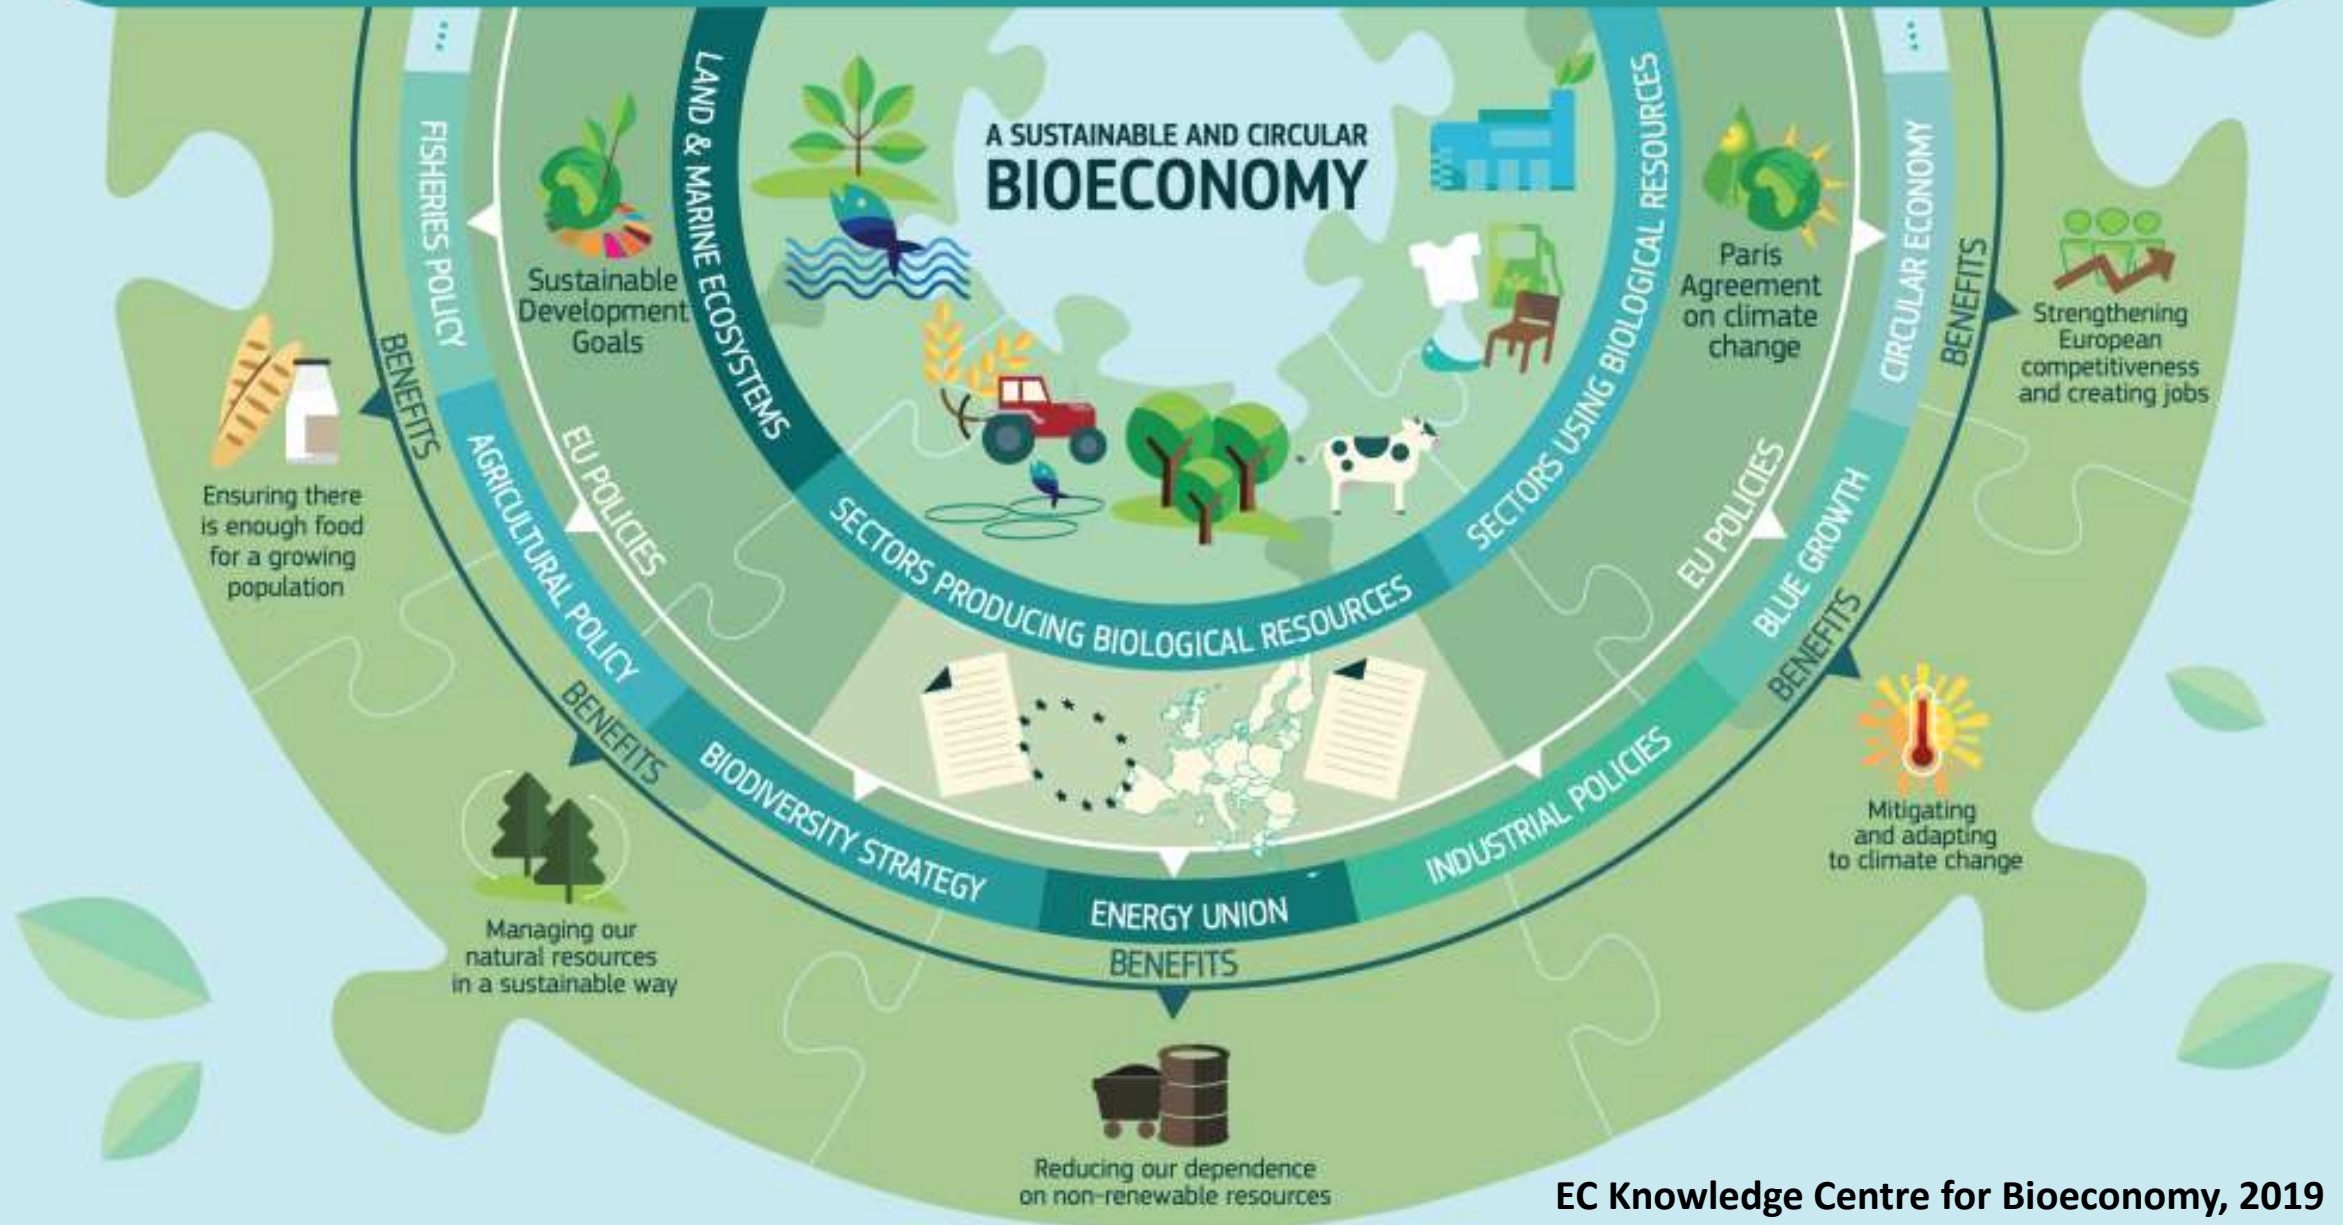 A SUSTAINABLE AND CIRCULAR
BIOECONOMY
LAND & MARINE ECOSYSTEMS
SECTORS PRODUCING BIOLOGICAL RESOURCES
SECTORS USING BIOLOGICAL RESOURCES
Sustainable
Development
Goals
Paris
Agreement
on climate
change
EU POLICIES
EU POLICIES
...
FISHERIES POLICY
AGRICULTURAL POLICY
BIODIVERSITY STRATEGY
ENERGY UNION
INDUSTRIAL POLICIES
BLUE GROWTH
CIRCULAR ECONOMY
...
BENEFITS
Ensuring there
is enough food
for a growing
population
BENEFITS
Managing our
natural resources
in a sustainable way
BENEFITS
Reducing our dependence
on non-renewable resources
BENEFITS
Mitigating
and adapting
to climate change
BENEFITS
Strengthening
European
competitiveness
and creating jobs
EC Knowledge Centre for Bioeconomy, 2019